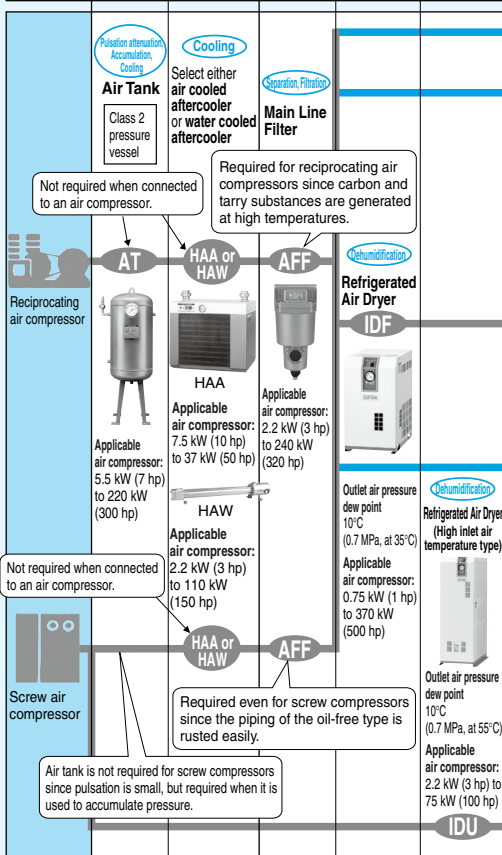 Pulsation attenuation,
Accumulation,
Cooling
Air Tank
Class 2
pressure
vessel
Cooling
Select either
air cooled
aftercooler
or water cooled
aftercooler
Separation, Filtration
Main Line
Filter
Not required when connected
to an air compressor.
Required for reciprocating air
compressors since carbon and
tarry substances are generated
at high temperatures.
AT
HAA or
HAW
AFF
Reciprocating
air compressor
Dehumidification
Refrigerated
Air Dryer
IDF
HAA
Applicable
air compressor:
5.5 kW (7 hp)
to 220 kW
(300 hp)
Applicable
air compressor:
7.5 kW (10 hp)
to 37 kW (50 hp)
HAW
Applicable
air compressor:
2.2 kW (3 hp)
to 110 kW
(150 hp)
Applicable
air compressor:
2.2 kW (3 hp)
to 240 kW
(320 hp)
Outlet air pressure
dew point
10°C
(0.7 MPa, at 35°C)
Applicable
air compressor:
0.75 kW (1 hp)
to 370 kW
(500 hp)
Dehumidification
Refrigerated Air Dryer
(High inlet air
temperature type)
Outlet air pressure
dew point
10°C
(0.7 MPa, at 55°C)
Applicable
air compressor:
2.2 kW (3 hp) to
75 kW (100 hp)
IDU
Not required when connected
to an air compressor.
HAA or
HAW
AFF
Screw air
compressor
Required even for screw compressors
since the piping of the oil-free type is
rusted easily.
Air tank is not required for screw compressors
since pulsation is small, but required when it is
used to accumulate pressure.